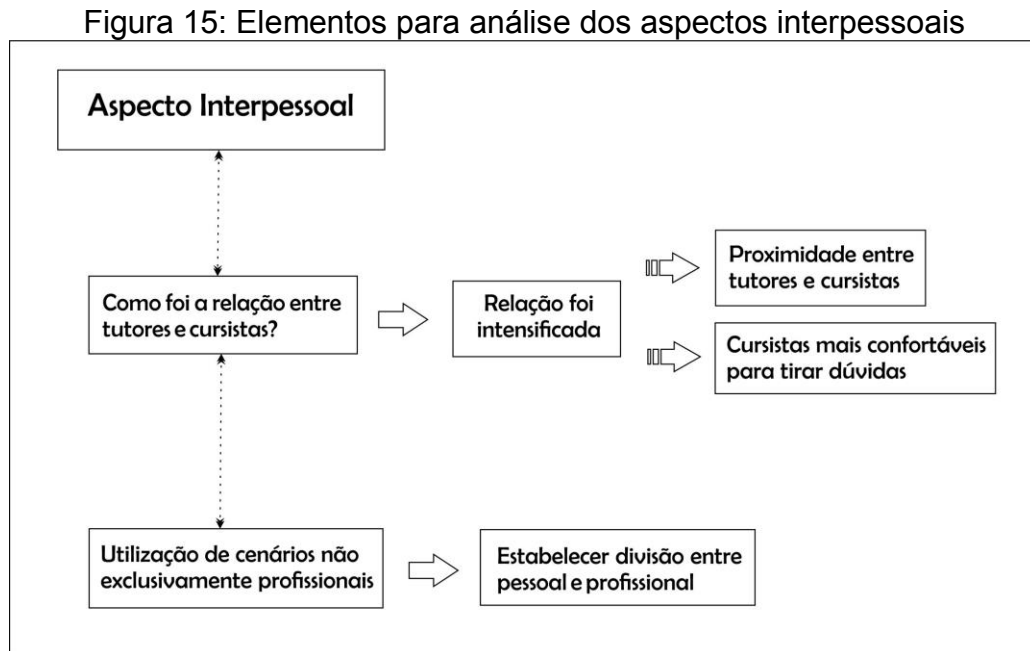 Figura 15: Elementos para análise dos aspectos interpessoais
Aspecto Interpessoal
Como foi a relação entre
tutores e cursistas?
Relação foi
intensificada
Proximidade entre
tutores e cursistas
Cursistas mais confortáveis
para tirar dúvidas
Utilização de cenários não
exclusivamente profissionais
Estabelecer divisão entre
pessoal e profissional